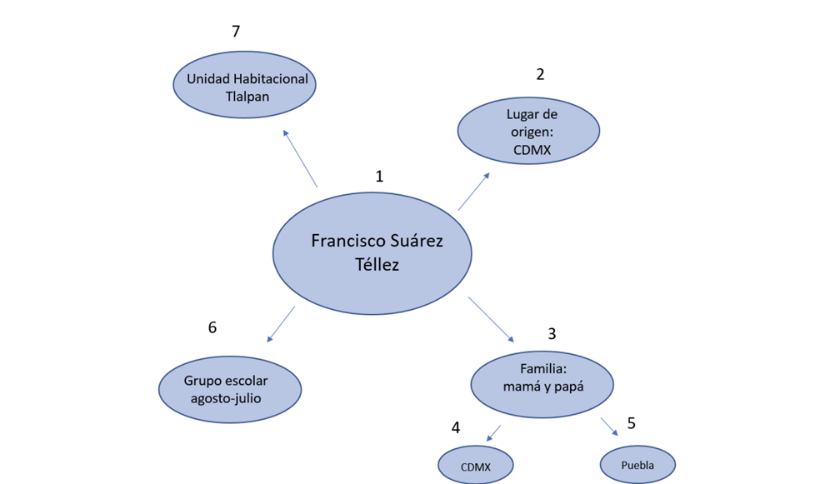 7
Unidad Habitacional
Tlalpan
2
Lugar de
origen:
CDMX
1
Francisco Suárez
Téllez
6
Grupo escolar
agosto-julio
3
Familia:
mamá y papá
4
CDMX
5
Puebla